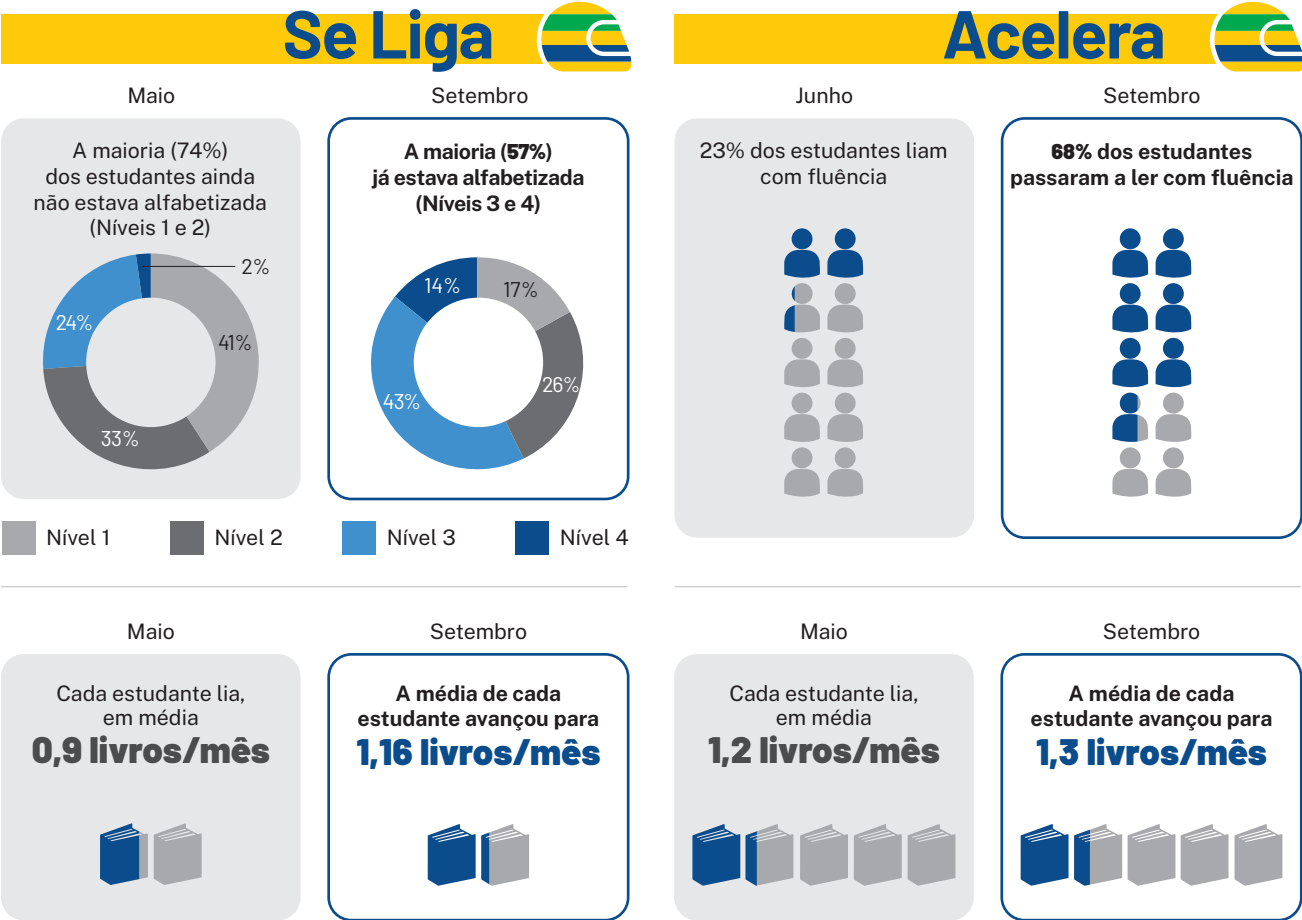 Se Liga
Maio
A maioria (74%)
dos estudantes ainda
não estava alfabetizada
(Níveis 1 e 2)
2%
24%
41%
33%
Setembro
A maioria (57%)
já estava alfabetizada
(Níveis 3 e 4)
14%
17%
43%
26%
Nível 1
Nível 2
Nível 3
Nível 4
Maio
Cada estudante lia,
em média
0,9 livros/mês
Setembro
A média de cada
estudante avançou para
1,16 livros/mês
Acelera
Junho
23% dos estudantes liam
com fluência
Setembro
68% dos estudantes
passaram a ler com fluência
Maio
Cada estudante lia,
em média
1,2 livros/mês
Setembro
A média de cada
estudante avançou para
1,3 livros/mês